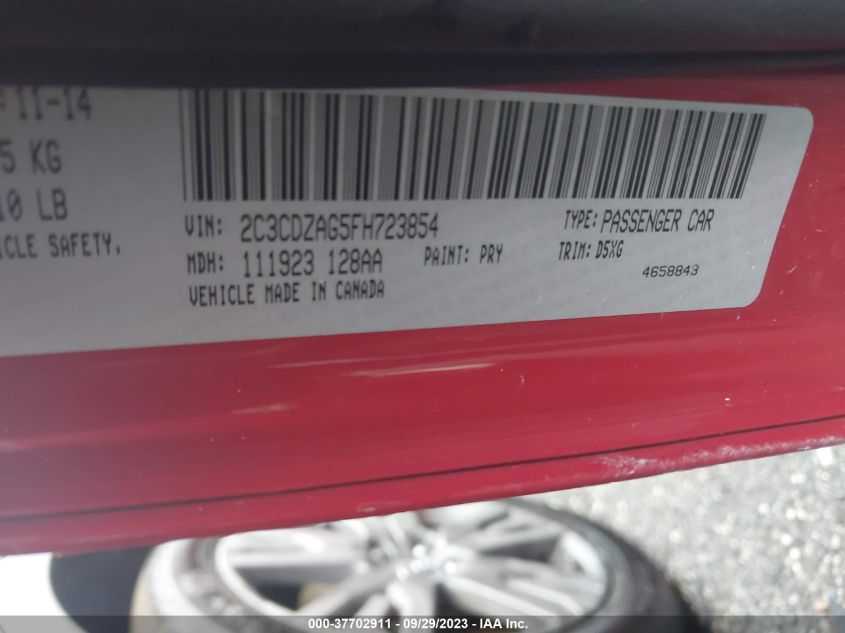 11-14
5 KG
10 LB
ICLE SAFETY,
VIN: 2C3CDZAG5FH723854
TYPE: PASSENGER CAR
MDH: 111923 128AA
PAINT: PRY
TRIM: D5XG
VEHICLE MADE IN CANADA
4658843
000-37702911 - 09/29/2023 - IAA Inc.